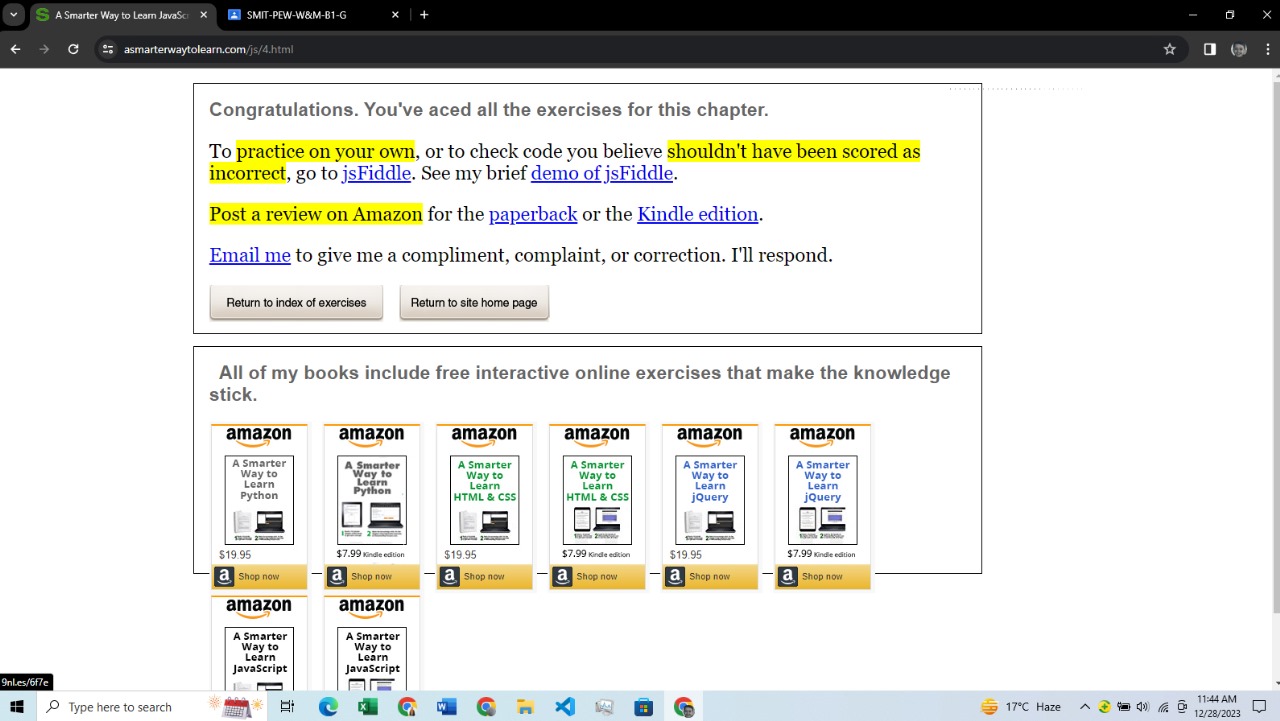 A Smarter Way to Learn JavaSc
SMIT-PEW-W&M-B1-G
asmarterwaytolearn.com/js/4.html
Congratulations. You've aced all the exercises for this chapter.
To practice on your own, or to check code you believe shouldn't have been scored as
incorrect, go to jsFiddle. See my brief demo of jsFiddle.
Post a review on Amazon for the paperback or the Kindle edition.
Email me to give me a compliment, complaint, or correction. I'll respond.
Return to index of exercises
Return to site home page
All of my books include free interactive online exercises that make the knowledge
stick.
amazon
A Smarter
Way to
Learn
Python
$19.95
a Shop now
amazon
A Smarter
Way to
Learn
Python
$7.99 Kindle edition
a Shop now
amazon
A Smarter
Way to
Learn
HTML & CSS
$19.95
a Shop now
amazon
A Smarter
Way to
Learn
HTML & CSS
$7.99 Kindle edition
a Shop now
amazon
A Smarter
Way to
Learn
jQuery
$19.95
a Shop now
amazon
A Smarter
Way to
Learn
jQuery
$7.99 Kindle edition
a Shop now
amazon
A Smarter
Way to
Learn
JavaScript
amazon
A Smarter
Way to
Learn
JavaScript
9nl.es/6f7e
Type here to search
17°C Haze
11:44 AM
12/28/2023